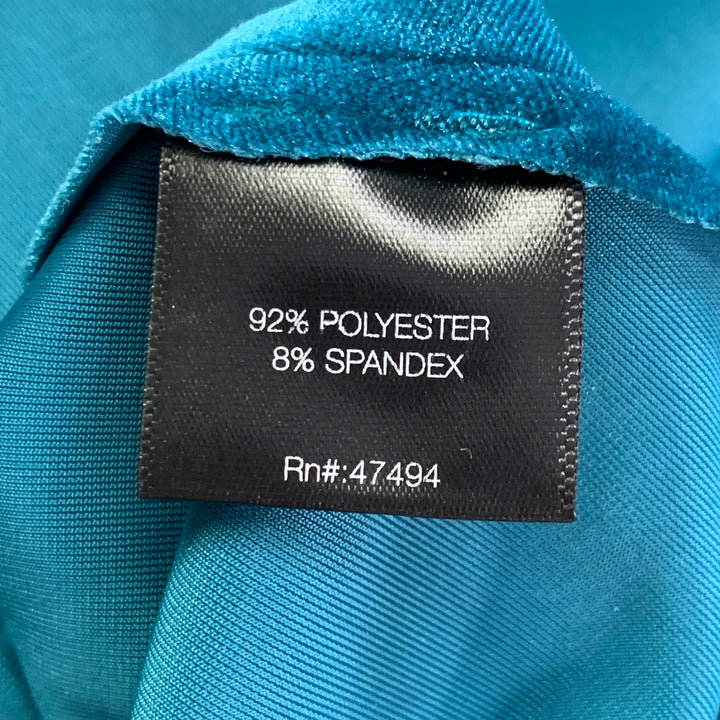 92% POLYESTER
8% SPANDEX
Rn#:47494